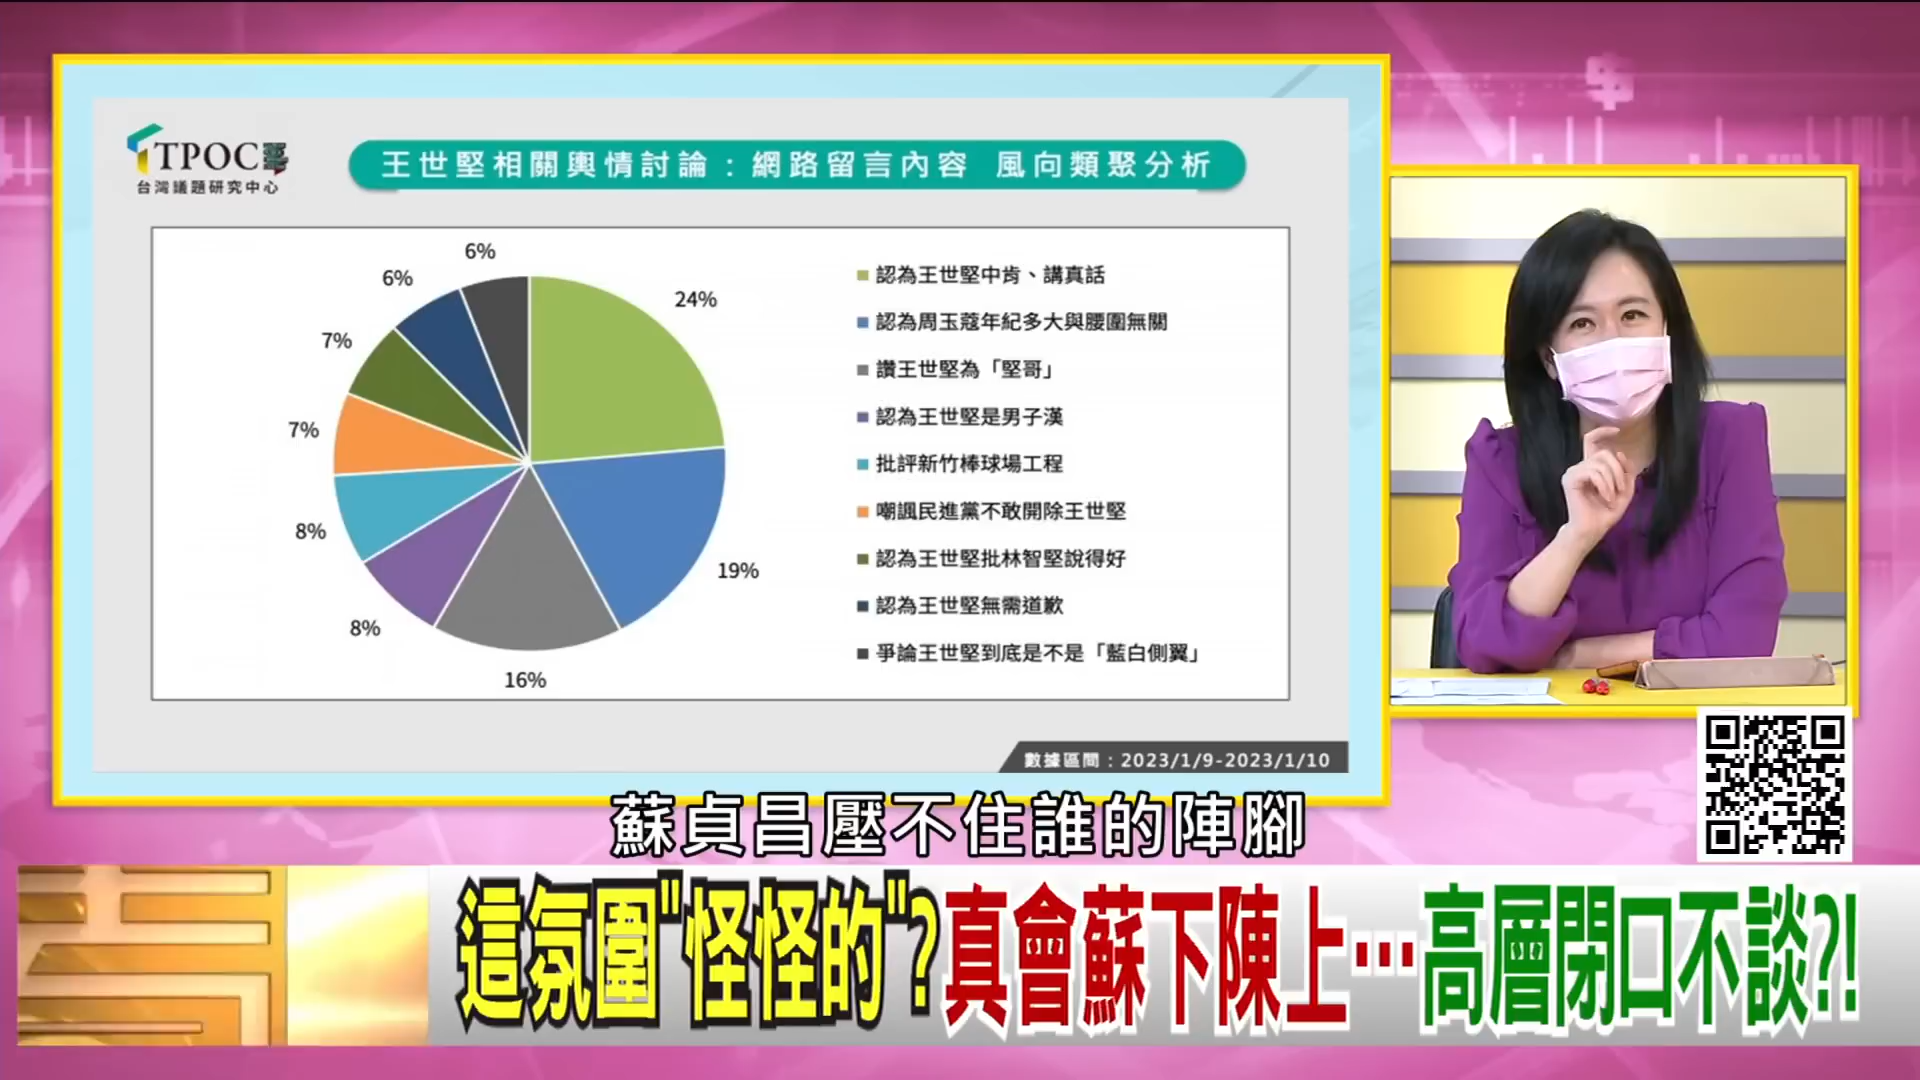 TPOC
台灣議題研究中心
王世堅相關輿情討論：網路留言內容 風向類聚分析
6%
6%
24%
7%
7%
19%
8%
8%
16%
認為王世堅中肯、講真話
認為周玉蔻年紀多大與腰圍無關
讚王世堅為「堅哥」
認為王世堅是男子漢
批評新竹棒球場工程
嘲諷民進黨不敢開除王世堅
認為王世堅批林智堅說得好
認為王世堅無需道歉
爭論王世堅到底是不是「藍白側翼」
數據區間：2023/1/9-2023/1/10
蘇貞昌壓不住誰的陣腳
這氛圍"怪怪的"?真會蘇下陳上…高層閉口不談?!